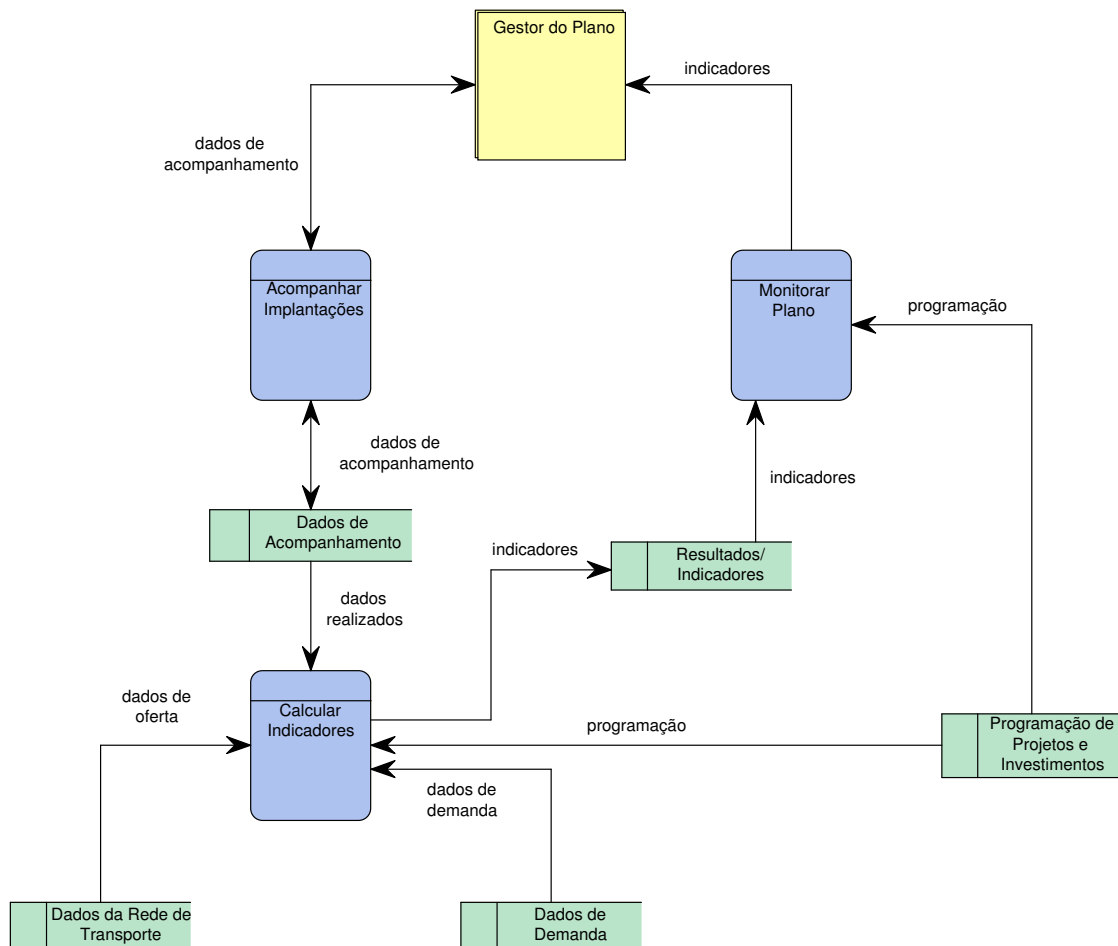 Gestor do Plano
indicadores
dados de
acompanhamento
Acompanhar
Implantações
Monitorar
Plano
programação
dados de
acompanhamento
indicadores
Dados de
Acompanhamento
indicadores
Resultados/
Indicadores
dados
realizados
dados de
oferta
Calcular
Indicadores
programação
Programação de
Projetos e
Investimentos
dados de
demanda
Dados da Rede de
Transporte
Dados de
Demanda